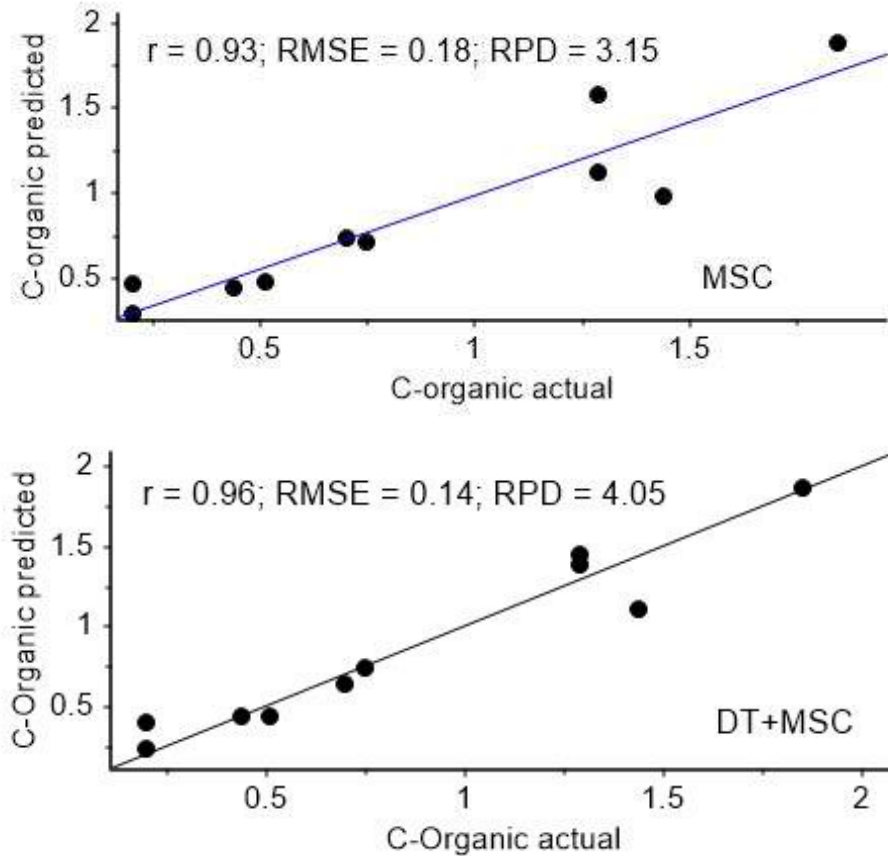 2
r = 0.93; RMSE = 0.18; RPD = 3.15
1.5
C-organic predicted
1
0.5
MSC
0.5 1 1.5
C-organic actual
2
r = 0.96; RMSE = 0.14; RPD = 4.05
1.5
C-Organic predicted
1
0.5
DT+MSC
0.5 1 1.5 2
C-Organic actual